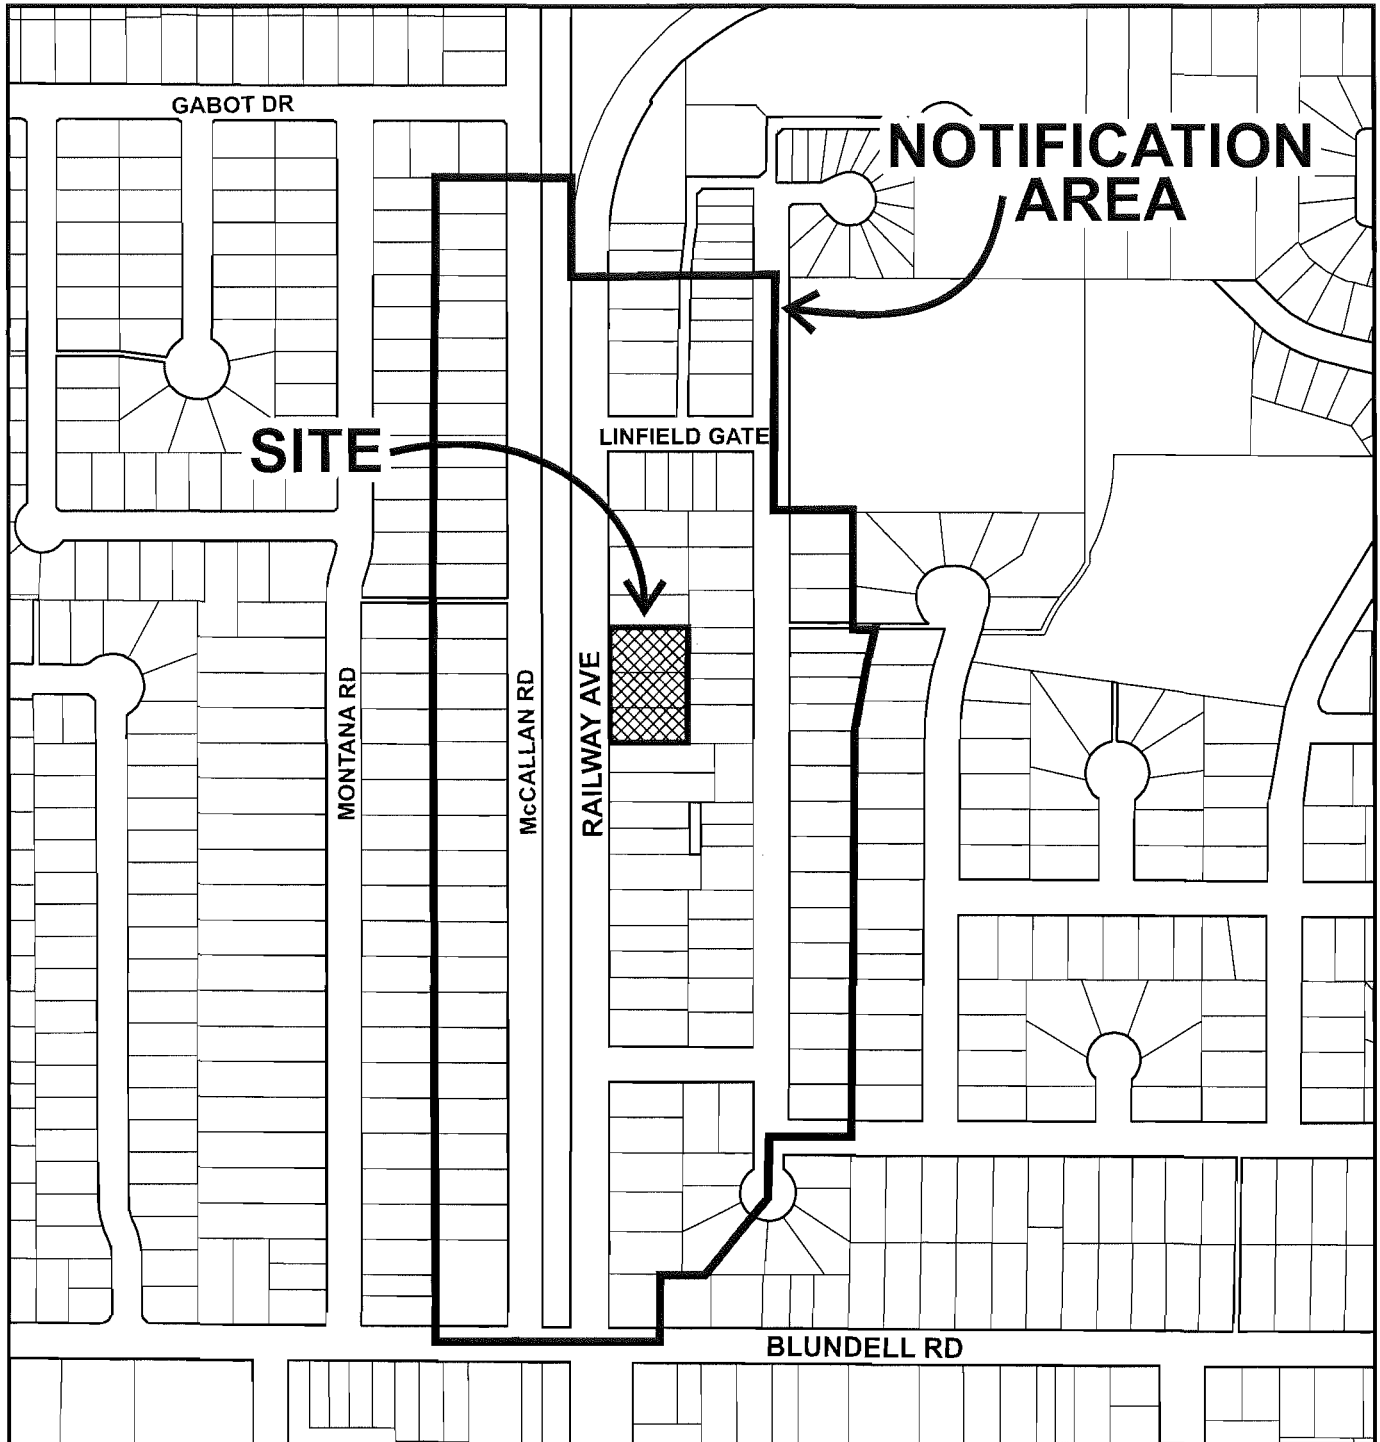 GABOT DR
NOTIFICATION
AREA
SITE
LINFIELD GATE
MONTANA RD
McCALLAN RD
RAILWAY AVE
BLUNDELL RD